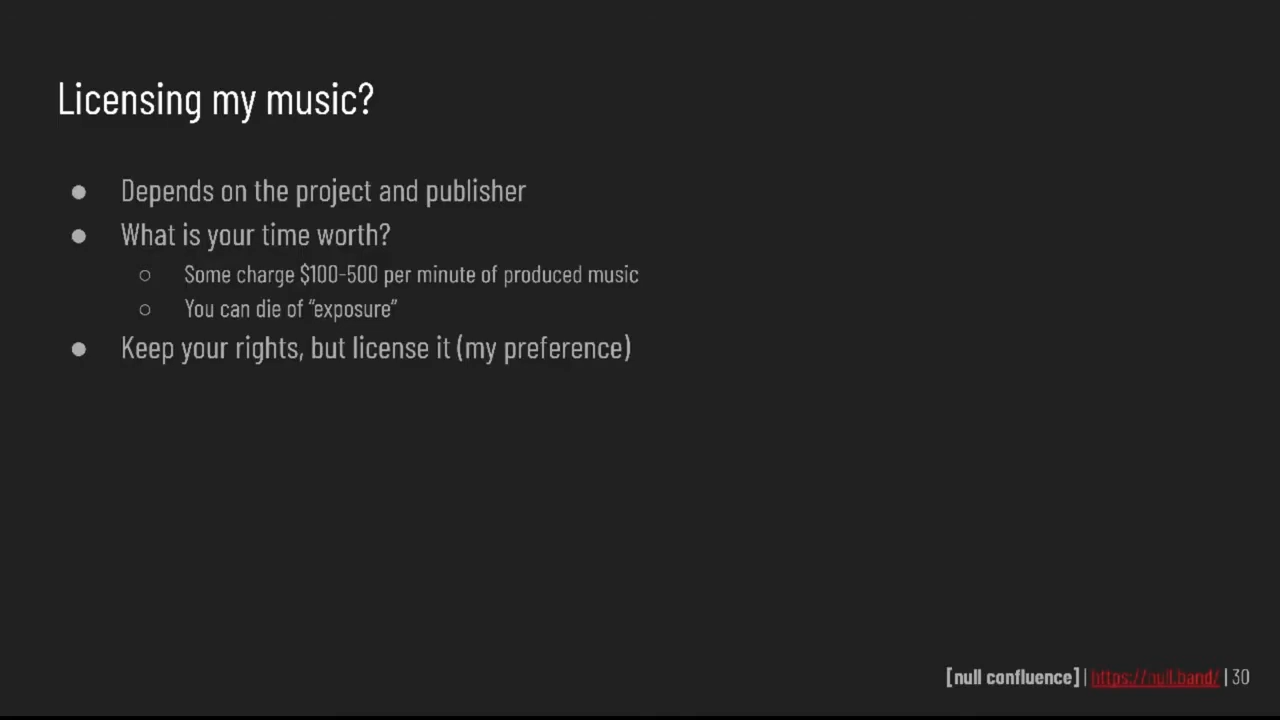 Licensing my music?
● Depends on the project and publisher
● What is your time worth?
○ Some charge $100-500 per minute of produced music
○ You can die of “exposure”
● Keep your rights, but license it (my preference)
[null confluence] | https://null.band/ | 30